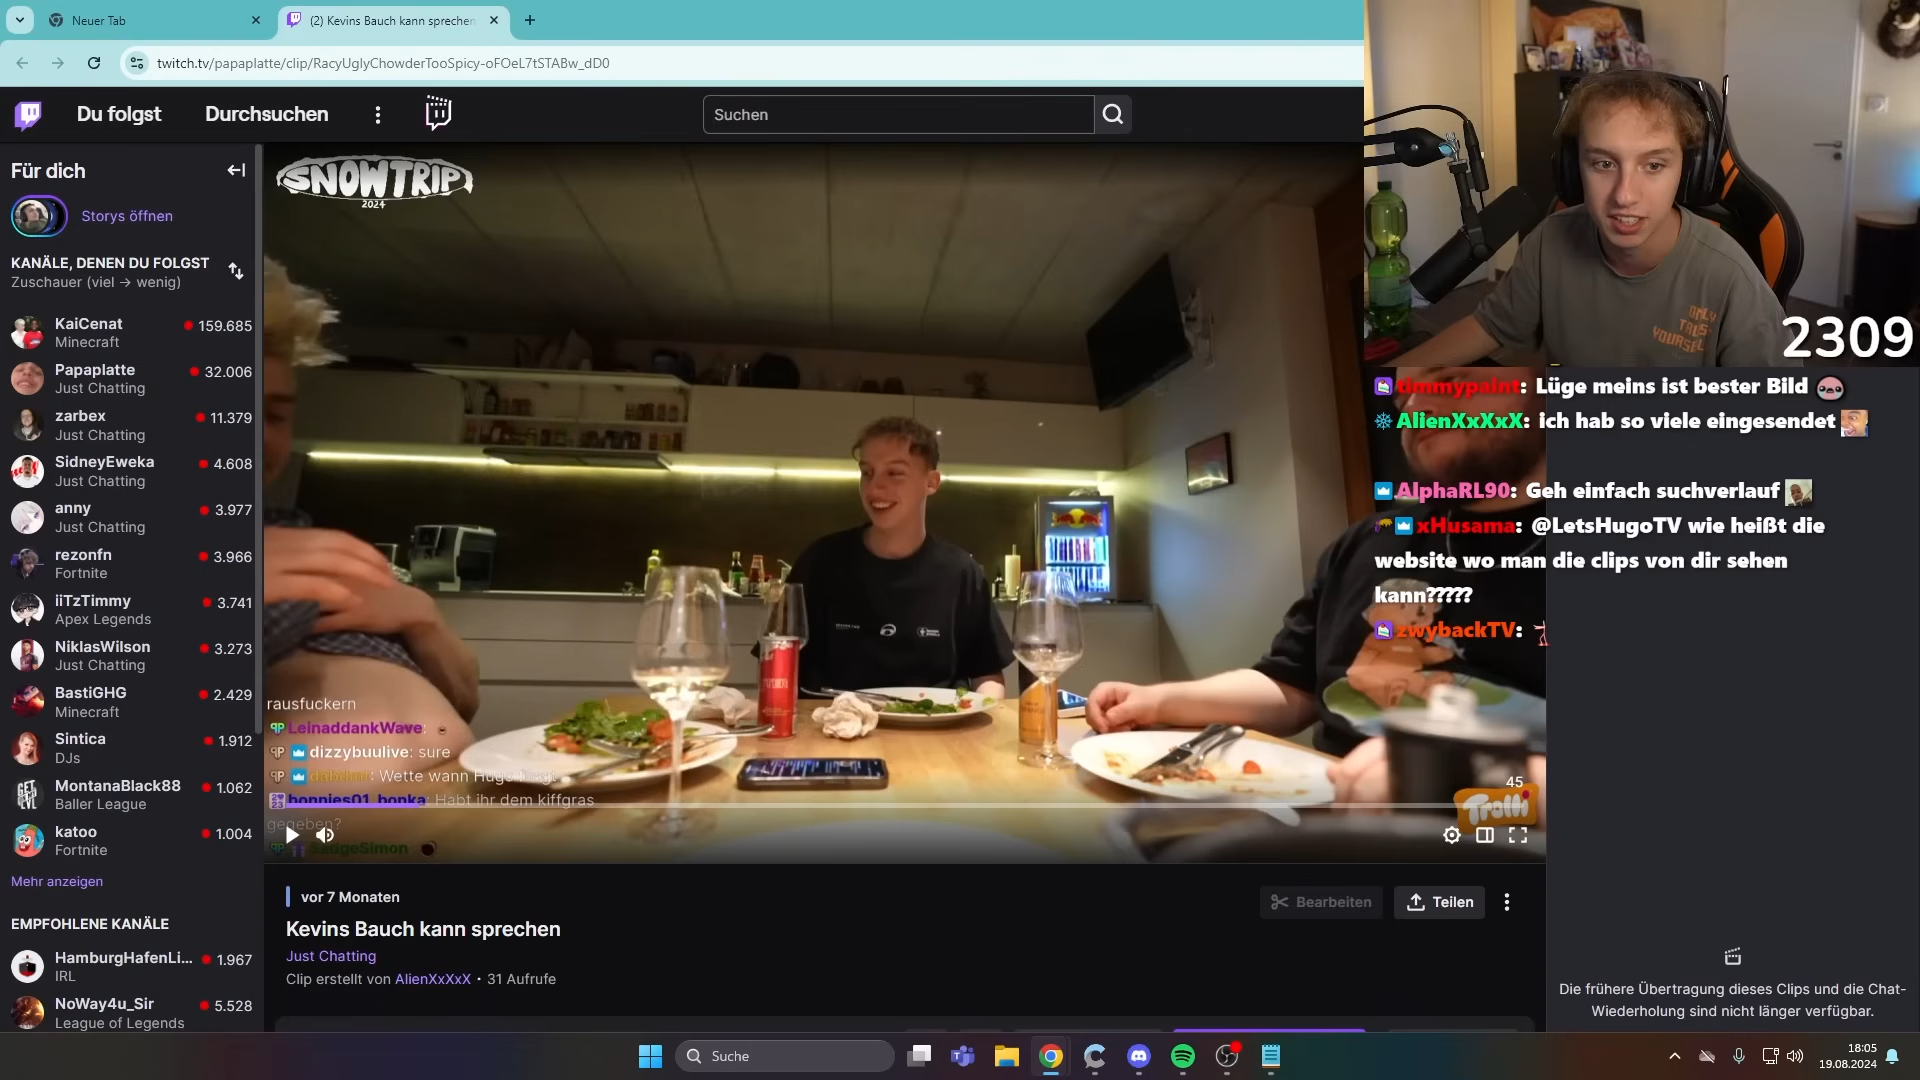 Neuer Tab
(2) Kevins Bauch kann sprechen
twitch.tv/papaplatte/clip/RacyUglyChowderTooSpicy-oFOeL7tSTABw_dD0
Du folgst
Durchsuchen
Suchen
Für dich
Storys öffnen
KANÄLE, DENEN DU FOLGST
Zuschauer (viel → wenig)
KaiCenat 159.685
Minecraft
Papaplatte 32.006
Just Chatting
zarbex 11.379
Just Chatting
SidneyEweka 4.608
Just Chatting
anny 3.977
Just Chatting
rezonfn 3.966
Fortnite
iiTzTimmy 3.741
Apex Legends
NiklasWilson 3.273
Just Chatting
BastiGHG 2.429
Minecraft
Sintica 1.912
DJs
MontanaBlack88 1.062
Baller League
katoo 1.004
Fortnite
Mehr anzeigen
EMPFOHLENE KANÄLE
HamburgHafenLi... 1.967
IRL
NoWay4u_Sir 5.528
League of Legends
SNOWTRIP
2024
rausfuckern
LeinaddankWave:
dizzybuulive: sure
: Wette wann Hugo
bonnies01_bonka: Habt ihr dem kiffgras
gegeben?
SadgeSimon
45
Trolli
vor 7 Monaten
Kevins Bauch kann sprechen
Just Chatting
Clip erstellt von AlienXxXxX • 31 Aufrufe
Bearbeiten
Teilen
ONLY
TALS
YOURSELF
2309
timmypaint: Lüge meins ist bester Bild
AlienXxXxX: ich hab so viele eingesendet
AlphaRL90: Geh einfach suchverlauf
xHusama: @LetsHugoTV wie heißt die
website wo man die clips von dir sehen
kann?????
zwybackTV:
Die frühere Übertragung dieses Clips und die Chat-
Wiederholung sind nicht länger verfügbar.
Suche
18:05
19.08.2024